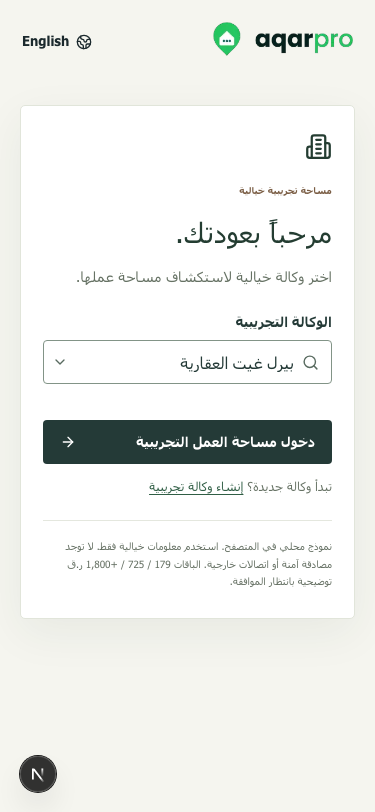 aqarpro
English
مساحة تجريبية خيالية
مرحباً بعودتك.
اختر وكالة خيالية لاستكشاف مساحة عملها.
الوكالة التجريبية
بيرل غيت العقارية
دخول مساحة العمل التجريبية
تبدأ وكالة جديدة؟ إنشاء وكالة تجريبية
نموذج محلي في المتصفح. استخدم معلومات خيالية فقط. لا توجد
مصادقة آمنة أو اتصالات خارجية. الباقات 179 / 725 / +1,800 ر.ق
توضيحية بانتظار الموافقة.
N